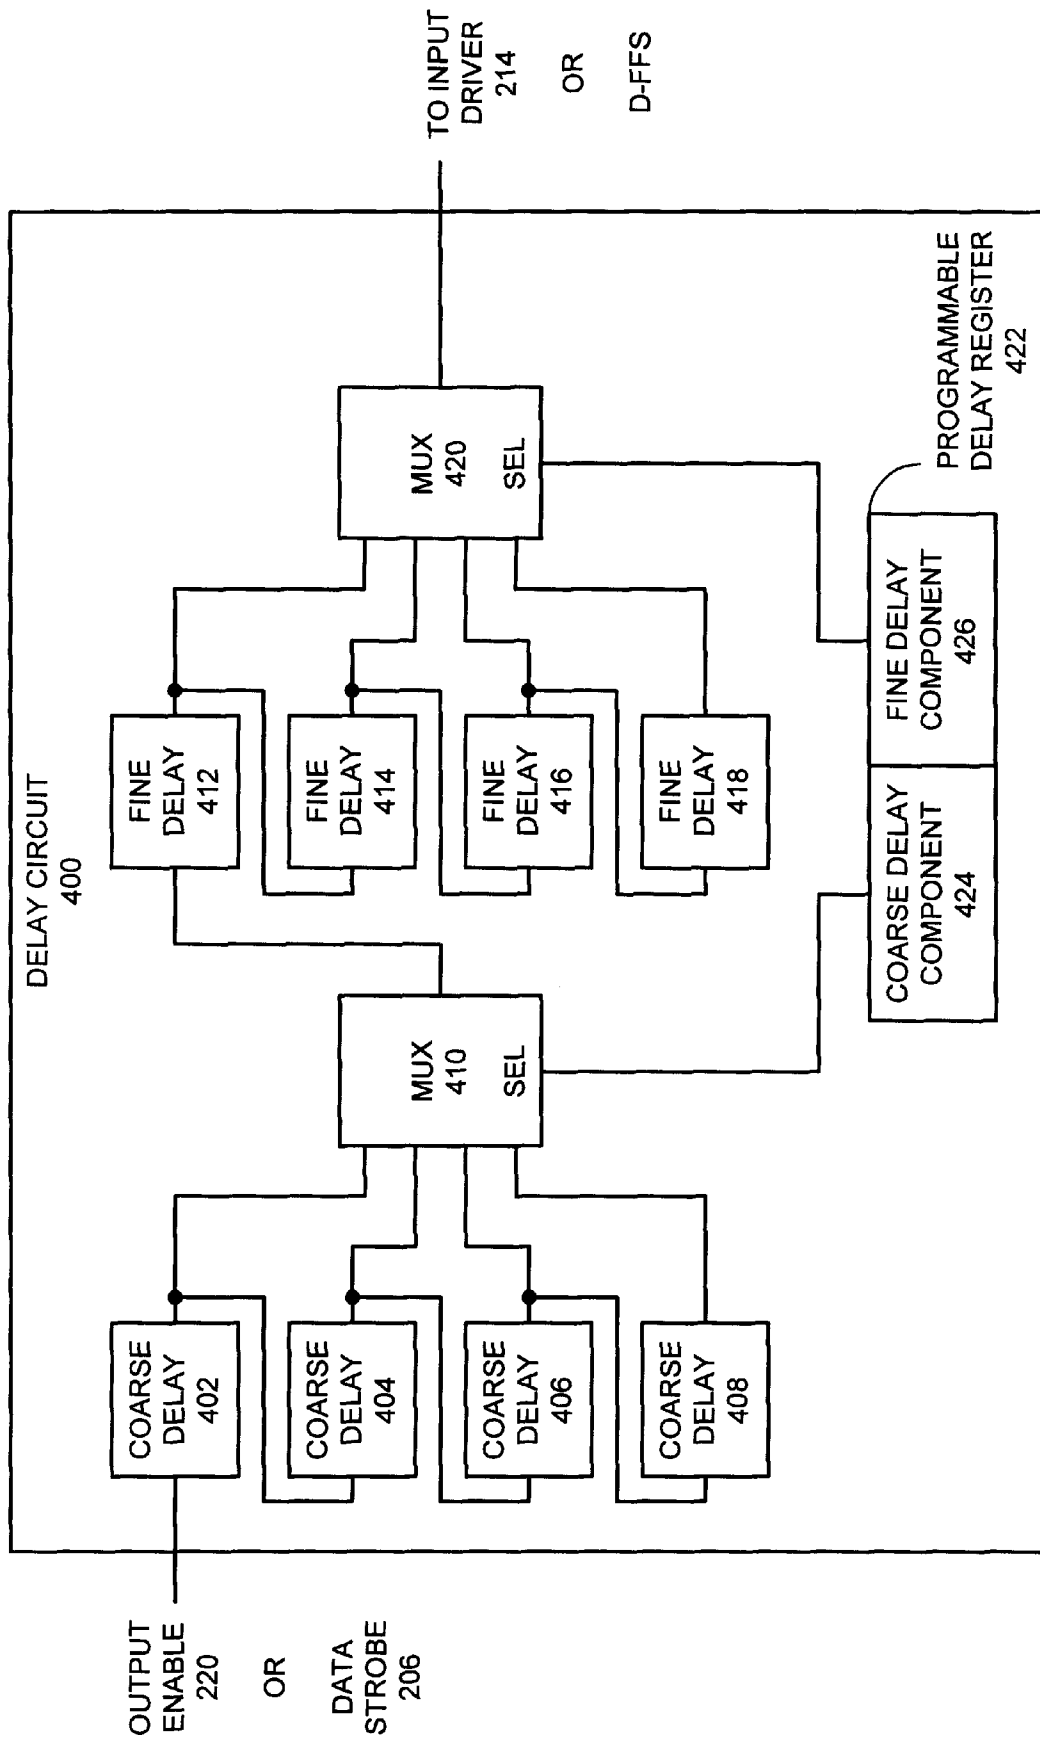 DELAY CIRCUIT
400
OUTPUT
ENABLE
220
OR
DATA
STROBE
206
COARSE
DELAY
402
COARSE
DELAY
404
COARSE
DELAY
406
COARSE
DELAY
408
MUX
410
SEL
FINE
DELAY
412
FINE
DELAY
414
FINE
DELAY
416
FINE
DELAY
418
MUX
420
SEL
TO INPUT
DRIVER
214
OR
D-FFS
COARSE DELAY
COMPONENT
424
FINE DELAY
COMPONENT
426
PROGRAMMABLE
DELAY REGISTER
422